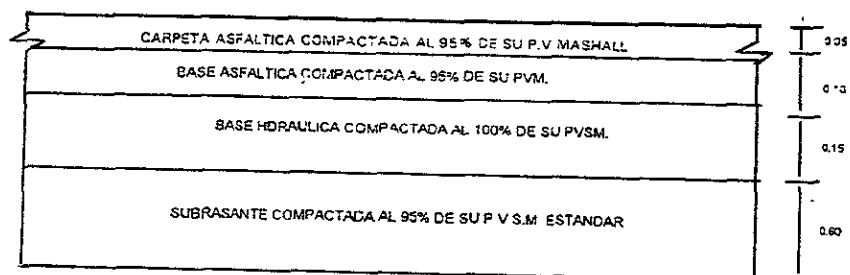 CARPETA ASFALTICA COMPACTADA AL 95% DE SU P.V MASHALL
0.05
BASE ASFALTICA COMPACTADA AL 95% DE SU PVM.
BASE HDRAULICA COMPACTADA AL 100% DE SU PVSM.
0.15
SUBRASANTE COMPACTADA AL 95% DE SU P V S.M ESTANDAR
0.60